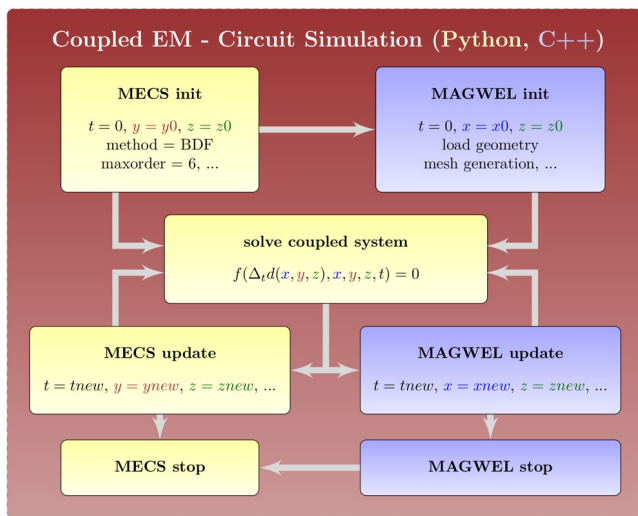 Coupled EM - Circuit Simulation (Python, C++)
MECS init
t = 0, y = y0, z = z0
method = BDF
maxorder = 6, ...
MAGWEL init
t = 0, x = x0, z = z0
load geometry
mesh generation, ...
solve coupled system
f(Δ_t d(x, y, z), x, y, z, t) = 0
MECS update
t = tnew, y = ynew, z = znew, ...
MAGWEL update
t = tnew, x = xnew, z = znew, ...
MECS stop
MAGWEL stop